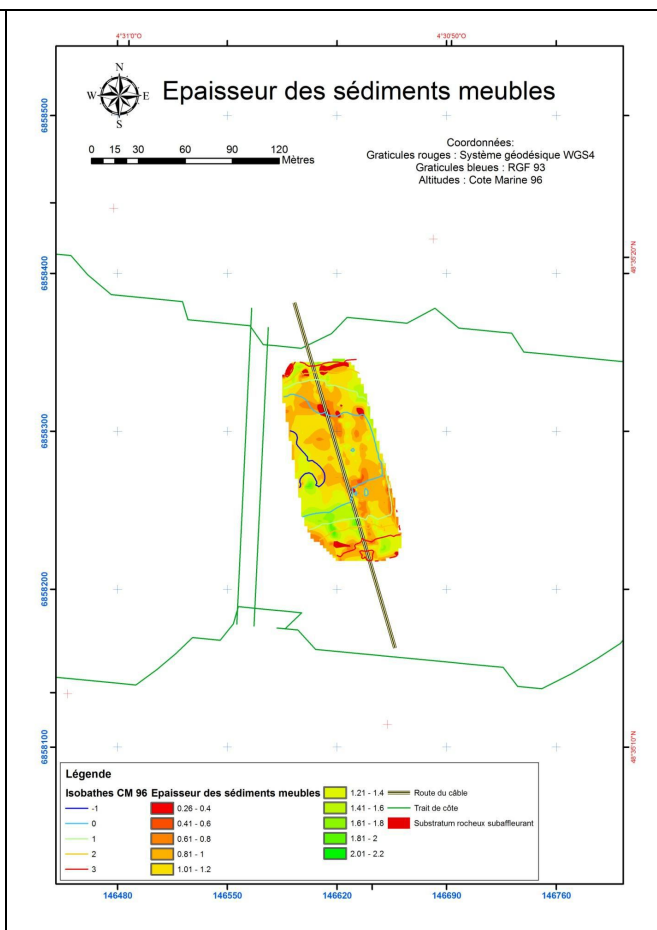 4°31'0"O
4°30'50"O
N
W
E
S
Epaisseur des sédiments meubles
0 15 30 60 90 120
Mètres
Coordonnées:
Graticules rouges : Système géodésique WGS4
Graticules bleues : RGF 93
Altitudes : Cote Marine 96
6858500
6858400
6858300
6858200
6858100
48°35'20"N
48°35'10"N
Légende
Isobathes CM 96
-1
0
1
2
3
Epaisseur des sédiments meubles
0.26 - 0.4
0.41 - 0.6
0.61 - 0.8
0.81 - 1
1.01 - 1.2
1.21 - 1.4
1.41 - 1.6
1.61 - 1.8
1.81 - 2
2.01 - 2.2
Route du câble
Trait de côte
Substratum rocheux subaffleurant
146480
146550
146620
146690
146760